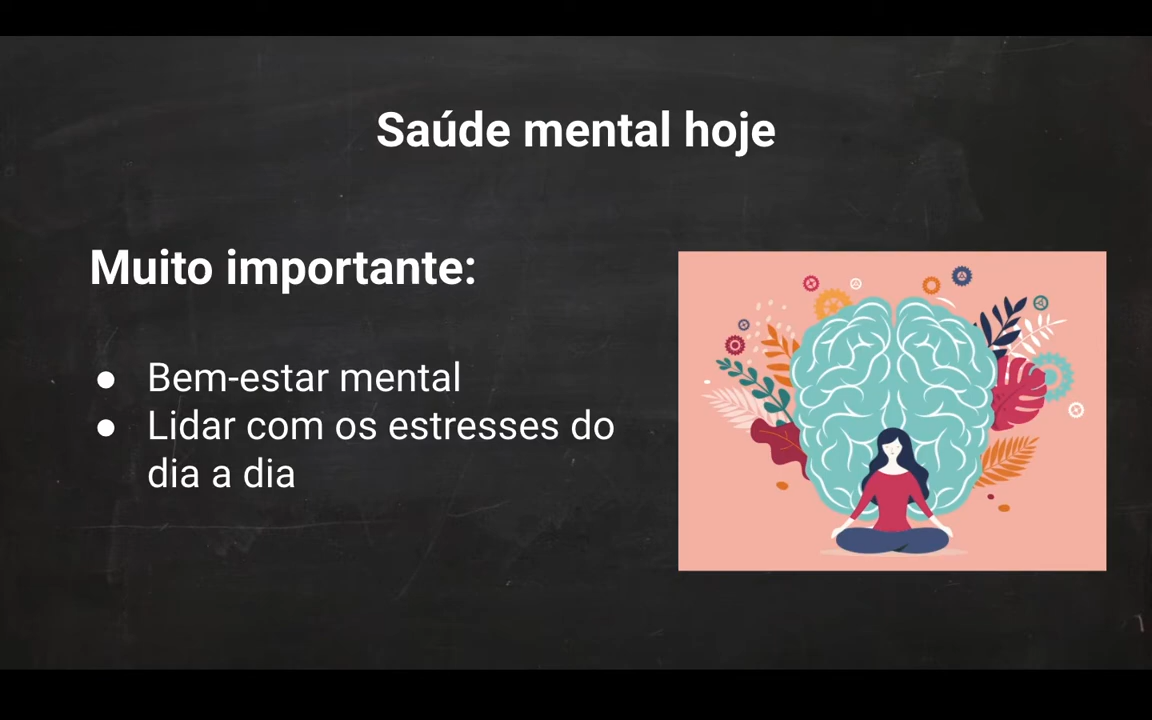 Saúde mental hoje
Muito importante:
● Bem-estar mental
● Lidar com os estresses do
dia a dia